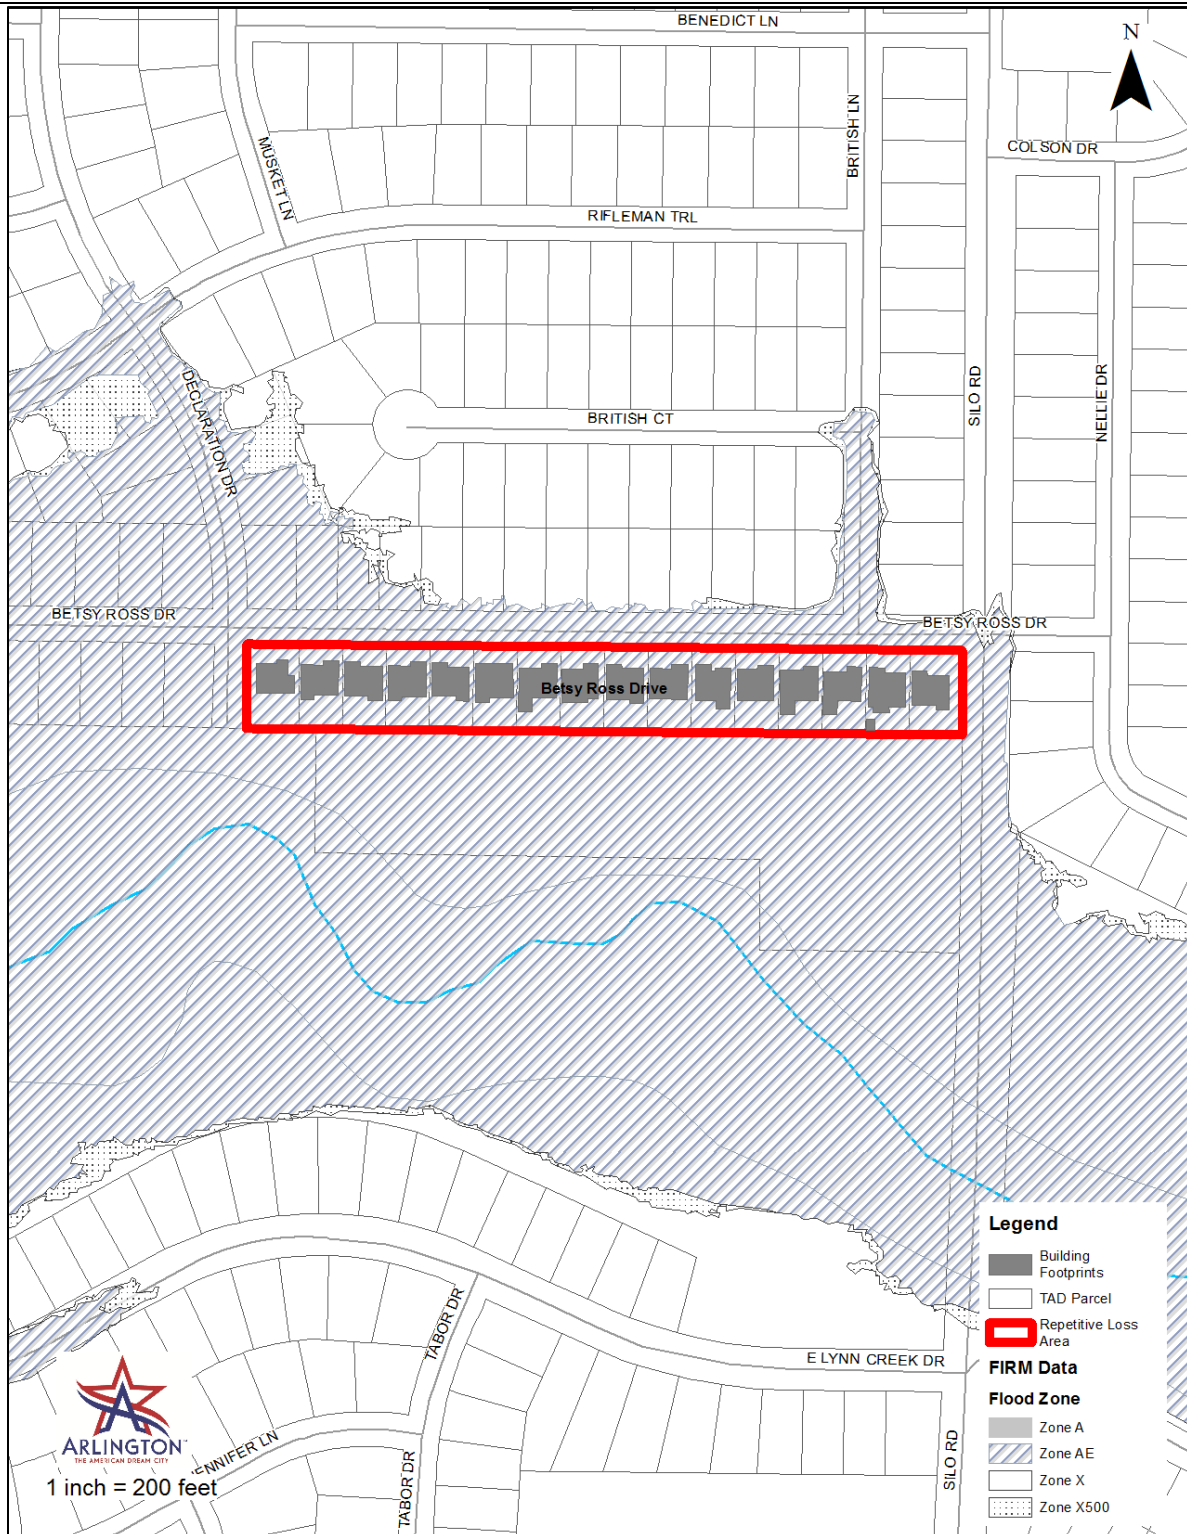 BENEDICT LN
N
BRITISH LN
COLSON DR
MUSKET LN
RIFLEMAN TRL
SILO RD
NELLIE DR
DECLARATION DR
BRITISH CT
BETSY ROSS DR
BETSY ROSS DR
Betsy Ross Drive
Legend
Building
Footprints
TAD Parcel
Repetitive Loss
Area
FIRM Data
Flood Zone
Zone A
Zone AE
Zone X
Zone X500
TABOR DR
E LYNN CREEK DR
ARLINGTON
THE AMERICAN DREAM CITY
ENNIFER LN
1 inch = 200 feet
TABOR DR
SILO RD